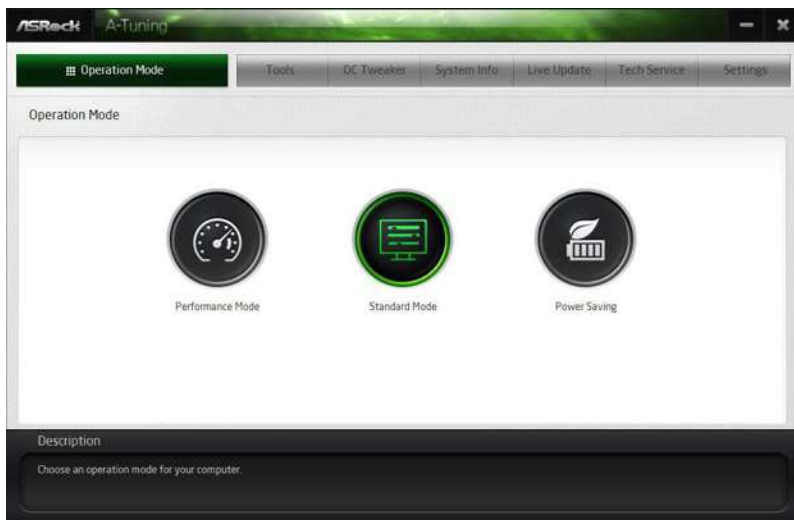 ASRock A-Tuning
Operation Mode Tools OC Tweaker System Info Live Update Tech Service Settings
Operation Mode
Performance Mode Standard Mode Power Saving
Description
Choose an operation mode for your computer.